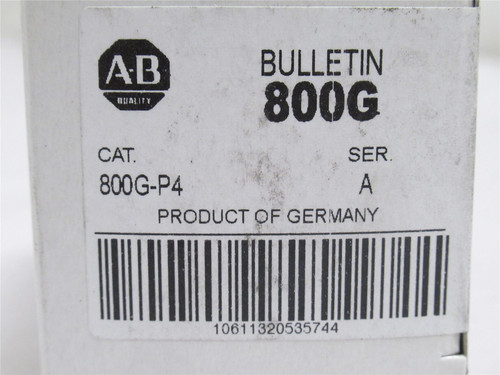 A-B
QUALITY
BULLETIN
800G
CAT. SER.
800G-P4 A
PRODUCT OF GERMANY
10611320535744